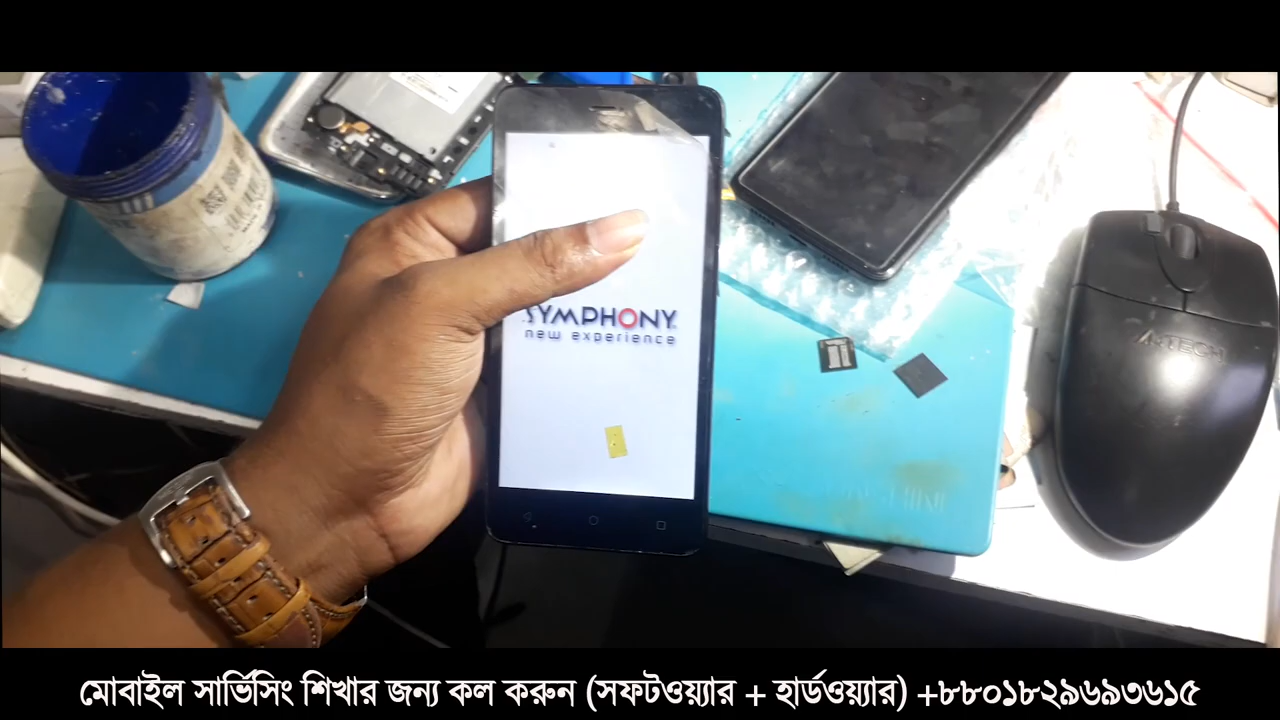 SYMPHONY
new experience
A4TECH
মোবাইল সার্ভিসিং শিখার জন্য কল করুন (সফটওয়্যার + হার্ডওয়্যার) +৮৮০১৮২৯৬৯৩৬১৫